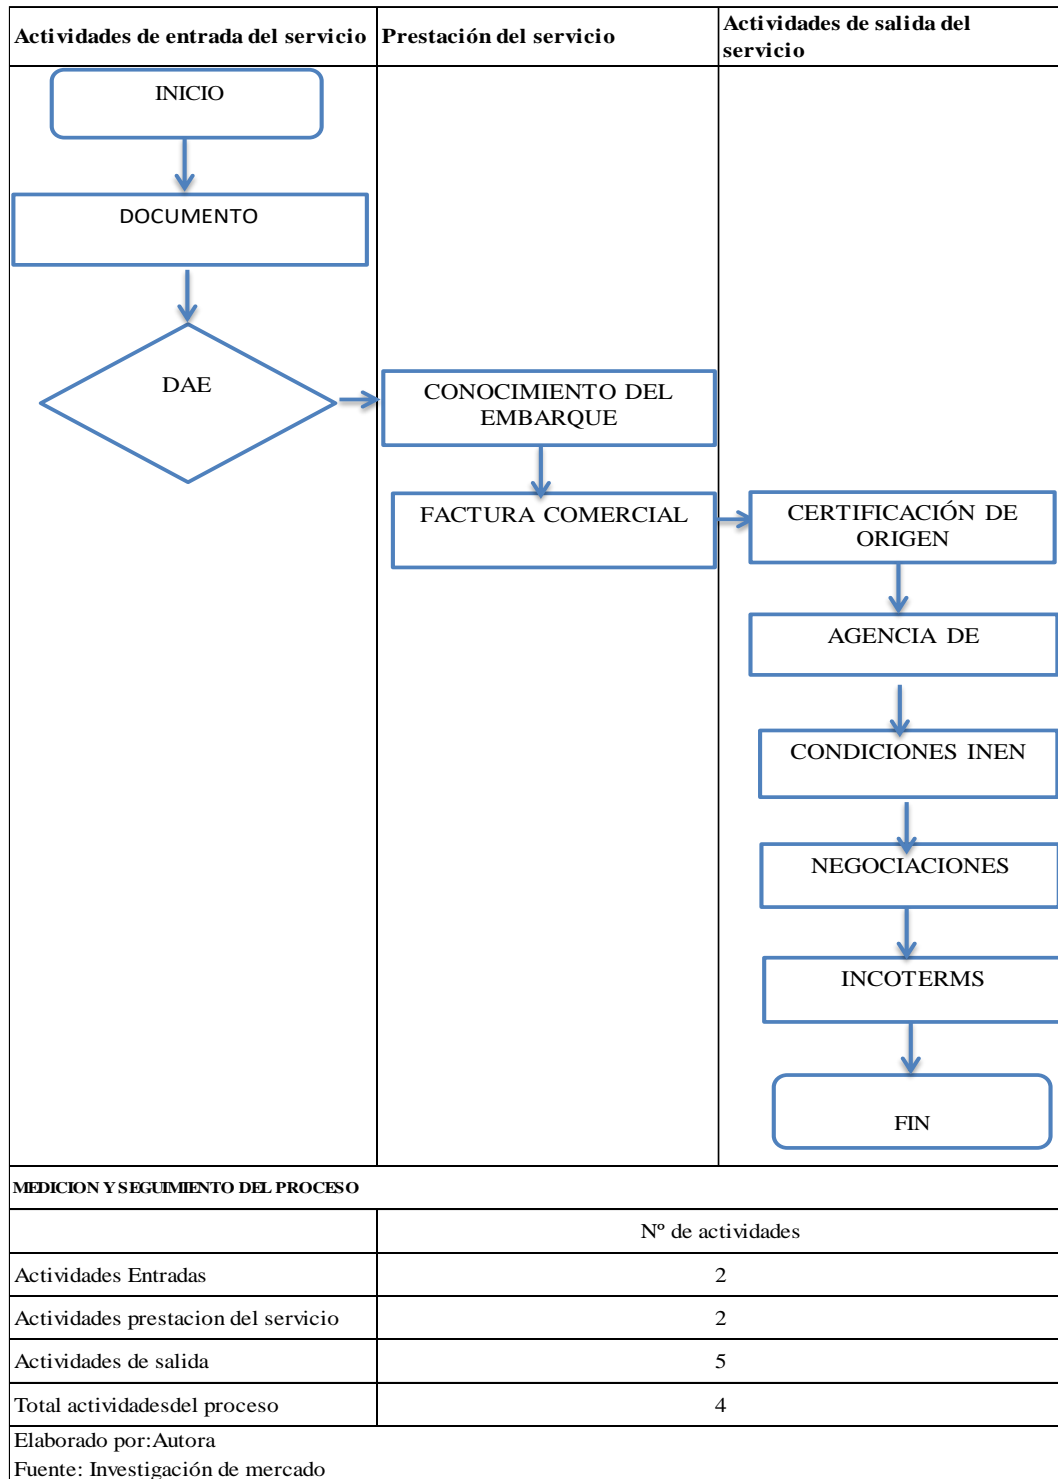 Actividades de entrada del servicio
Prestación del servicio
Actividades de salida del
servicio
INICIO
DOCUMENTO
DAE
CONOCIMIENTO DEL
EMBARQUE
FACTURA COMERCIAL
CERTIFICACIÓN DE
ORIGEN
AGENCIA DE
CONDICIONES INEN
NEGOCIACIONES
INCOTERMS
FIN
MEDICION Y SEGUIMIENTO DEL PROCESO
Nº de actividades
Actividades Entradas 2
Actividades prestacion del servicio 2
Actividades de salida 5
Total actividadesdel proceso 4
Elaborado por:Autora
Fuente: Investigación de mercado